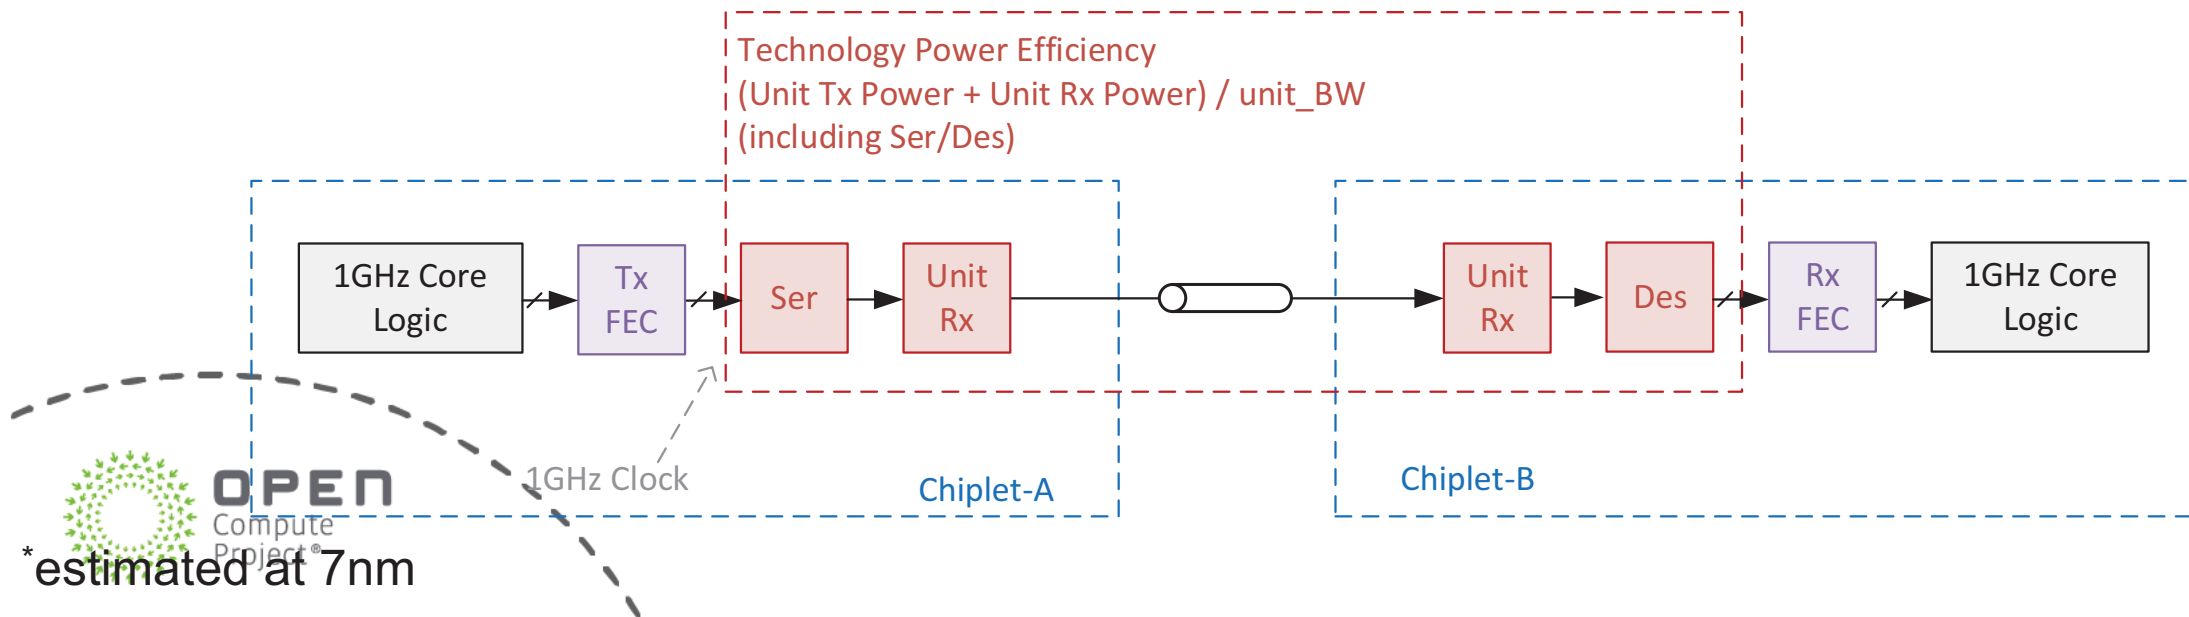 Technology Power Efficiency
(Unit Tx Power + Unit Rx Power) / unit_BW
(including Ser/Des)
1GHz Core
Logic
Tx
FEC
Ser
Unit
Rx
Unit
Rx
Des
Rx
FEC
1GHz Core
Logic
1GHz Clock
Chiplet-A
Chiplet-B
OPEN
Compute
Project®
*estimated at 7nm